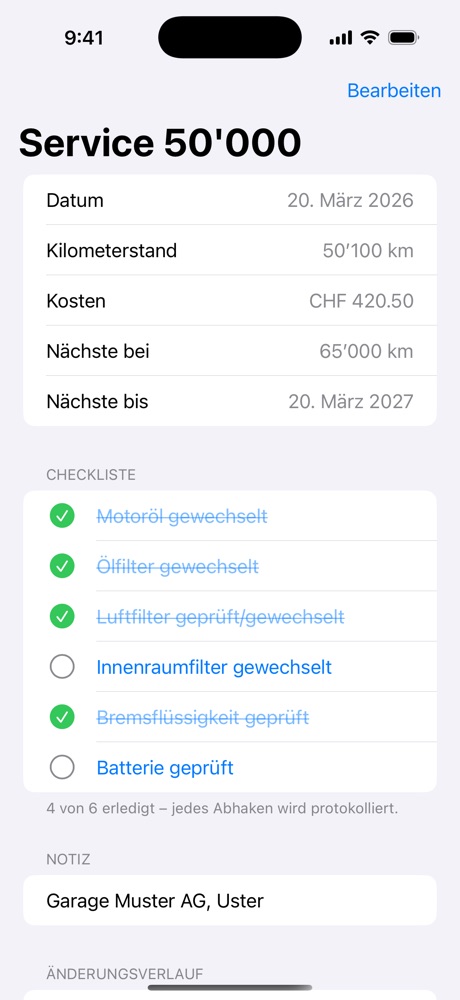 9:41
Bearbeiten
Service 50'000
Datum 20. März 2026
Kilometerstand 50’100 km
Kosten CHF 420.50
Nächste bei 65’000 km
Nächste bis 20. März 2027
CHECKLISTE
Motoröl gewechselt
Ölfilter gewechselt
Luftfilter geprüft/gewechselt
Innenraumfilter gewechselt
Bremsflüssigkeit geprüft
Batterie geprüft
4 von 6 erledigt – jedes Abhaken wird protokolliert.
NOTIZ
Garage Muster AG, Uster
ÄNDERUNGSVERLAUF